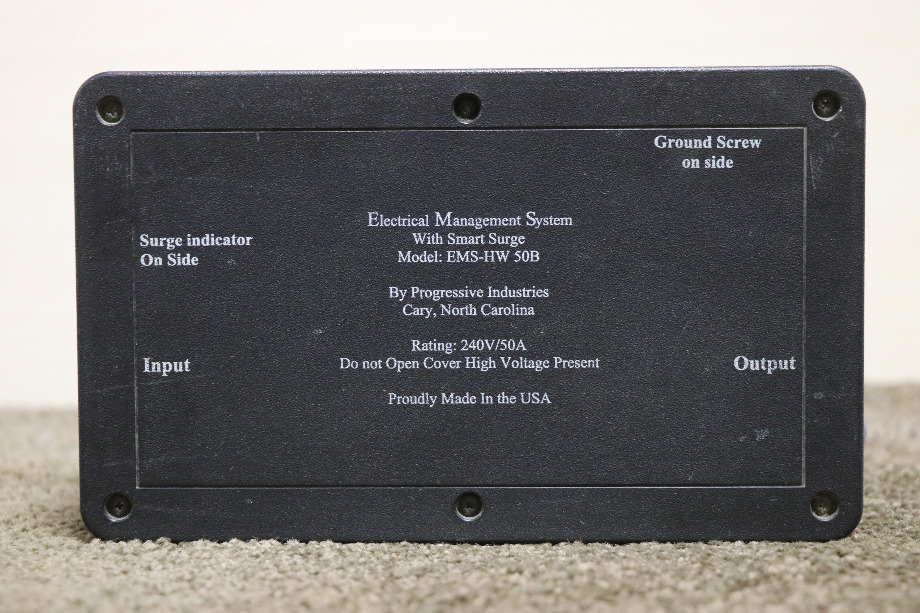 Ground Screw
on side
Surge indicator
On Side
Electrical Management System
With Smart Surge
Model: EMS-HW 50B
By Progressive Industries
Cary, North Carolina
Rating: 240V/50A
Do not Open Cover High Voltage Present
Input
Output
Proudly Made In the USA